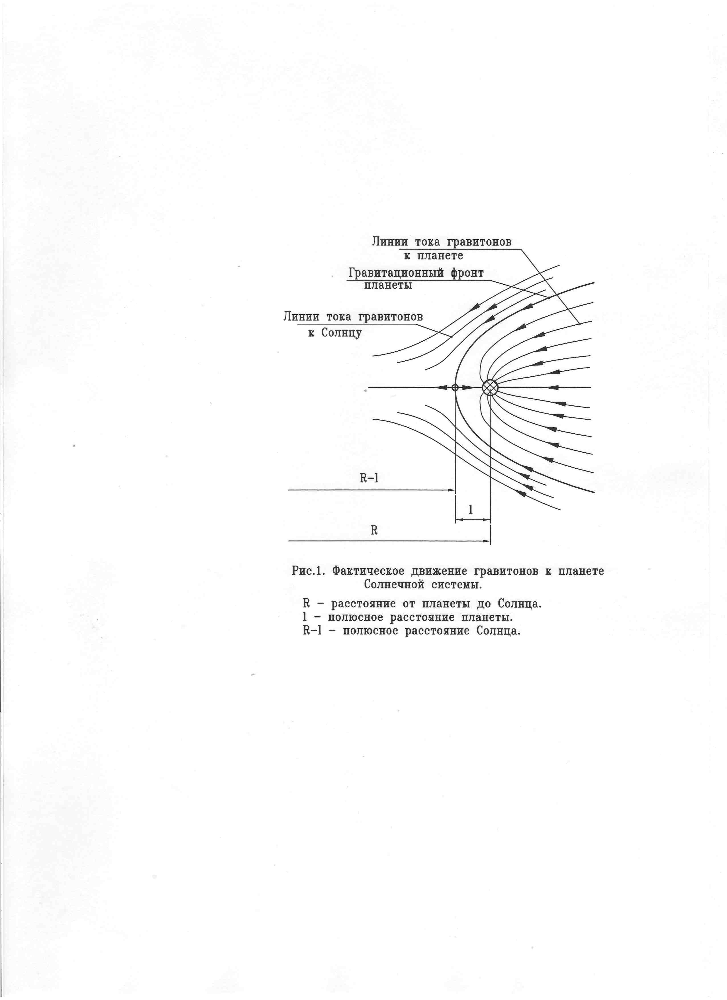 Линии тока гравитонов
к планете
Гравитационный фронт
планеты
Линии тока гравитонов
к Солнцу
R-l
l
R
Рис.1. Фактическое движение гравитонов к планете
Солнечной системы.
R - расстояние от планеты до Солнца.
l - полюсное расстояние планеты.
R-l - полюсное расстояние Солнца.